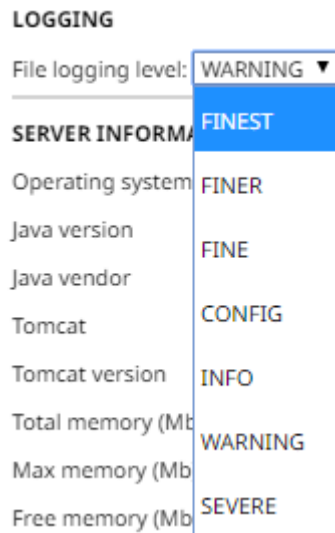 LOGGING
File logging level: WARNING ▼
FINEST
SERVER INFORMA
Operating system
FINER
Java version
FINE
Java vendor
CONFIG
Tomcat
Tomcat version
INFO
Total memory (Mb
WARNING
Max memory (Mb
SEVERE
Free memory (Mb